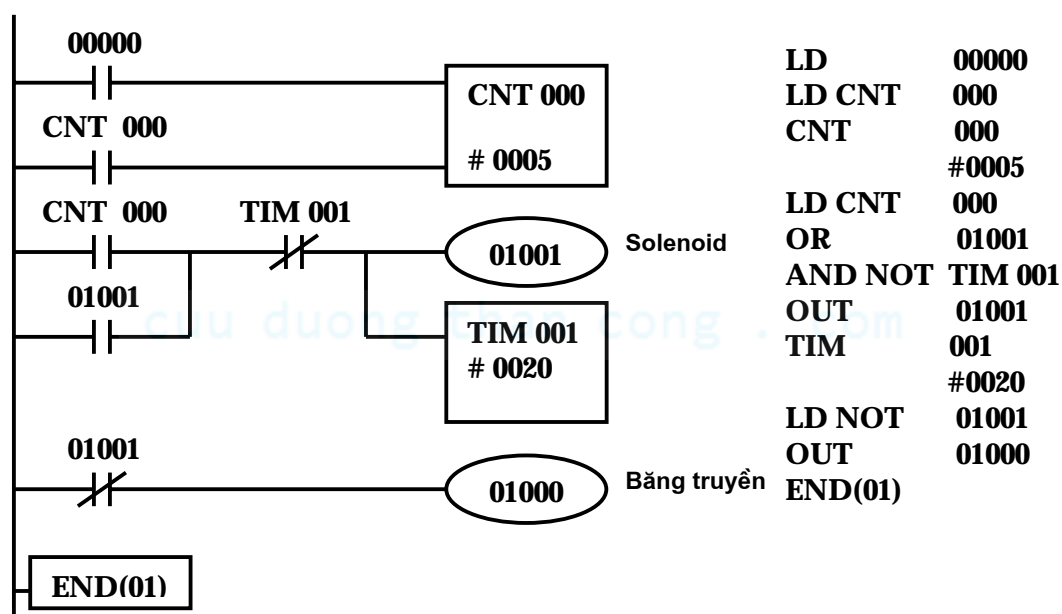 00000
CNT 000
# 0005
CNT 000
CNT 000
TIM 001
01001
Solenoid
01001
TIM 001
# 0020
01001
01000
Băng truyền
END(01)
LD 00000
LD CNT 000
CNT 000
#0005
LD CNT 000
OR 01001
AND NOT TIM 001
OUT 01001
TIM 001
#0020
LD NOT 01001
OUT 01000
END(01)
cuu duong than cong . com